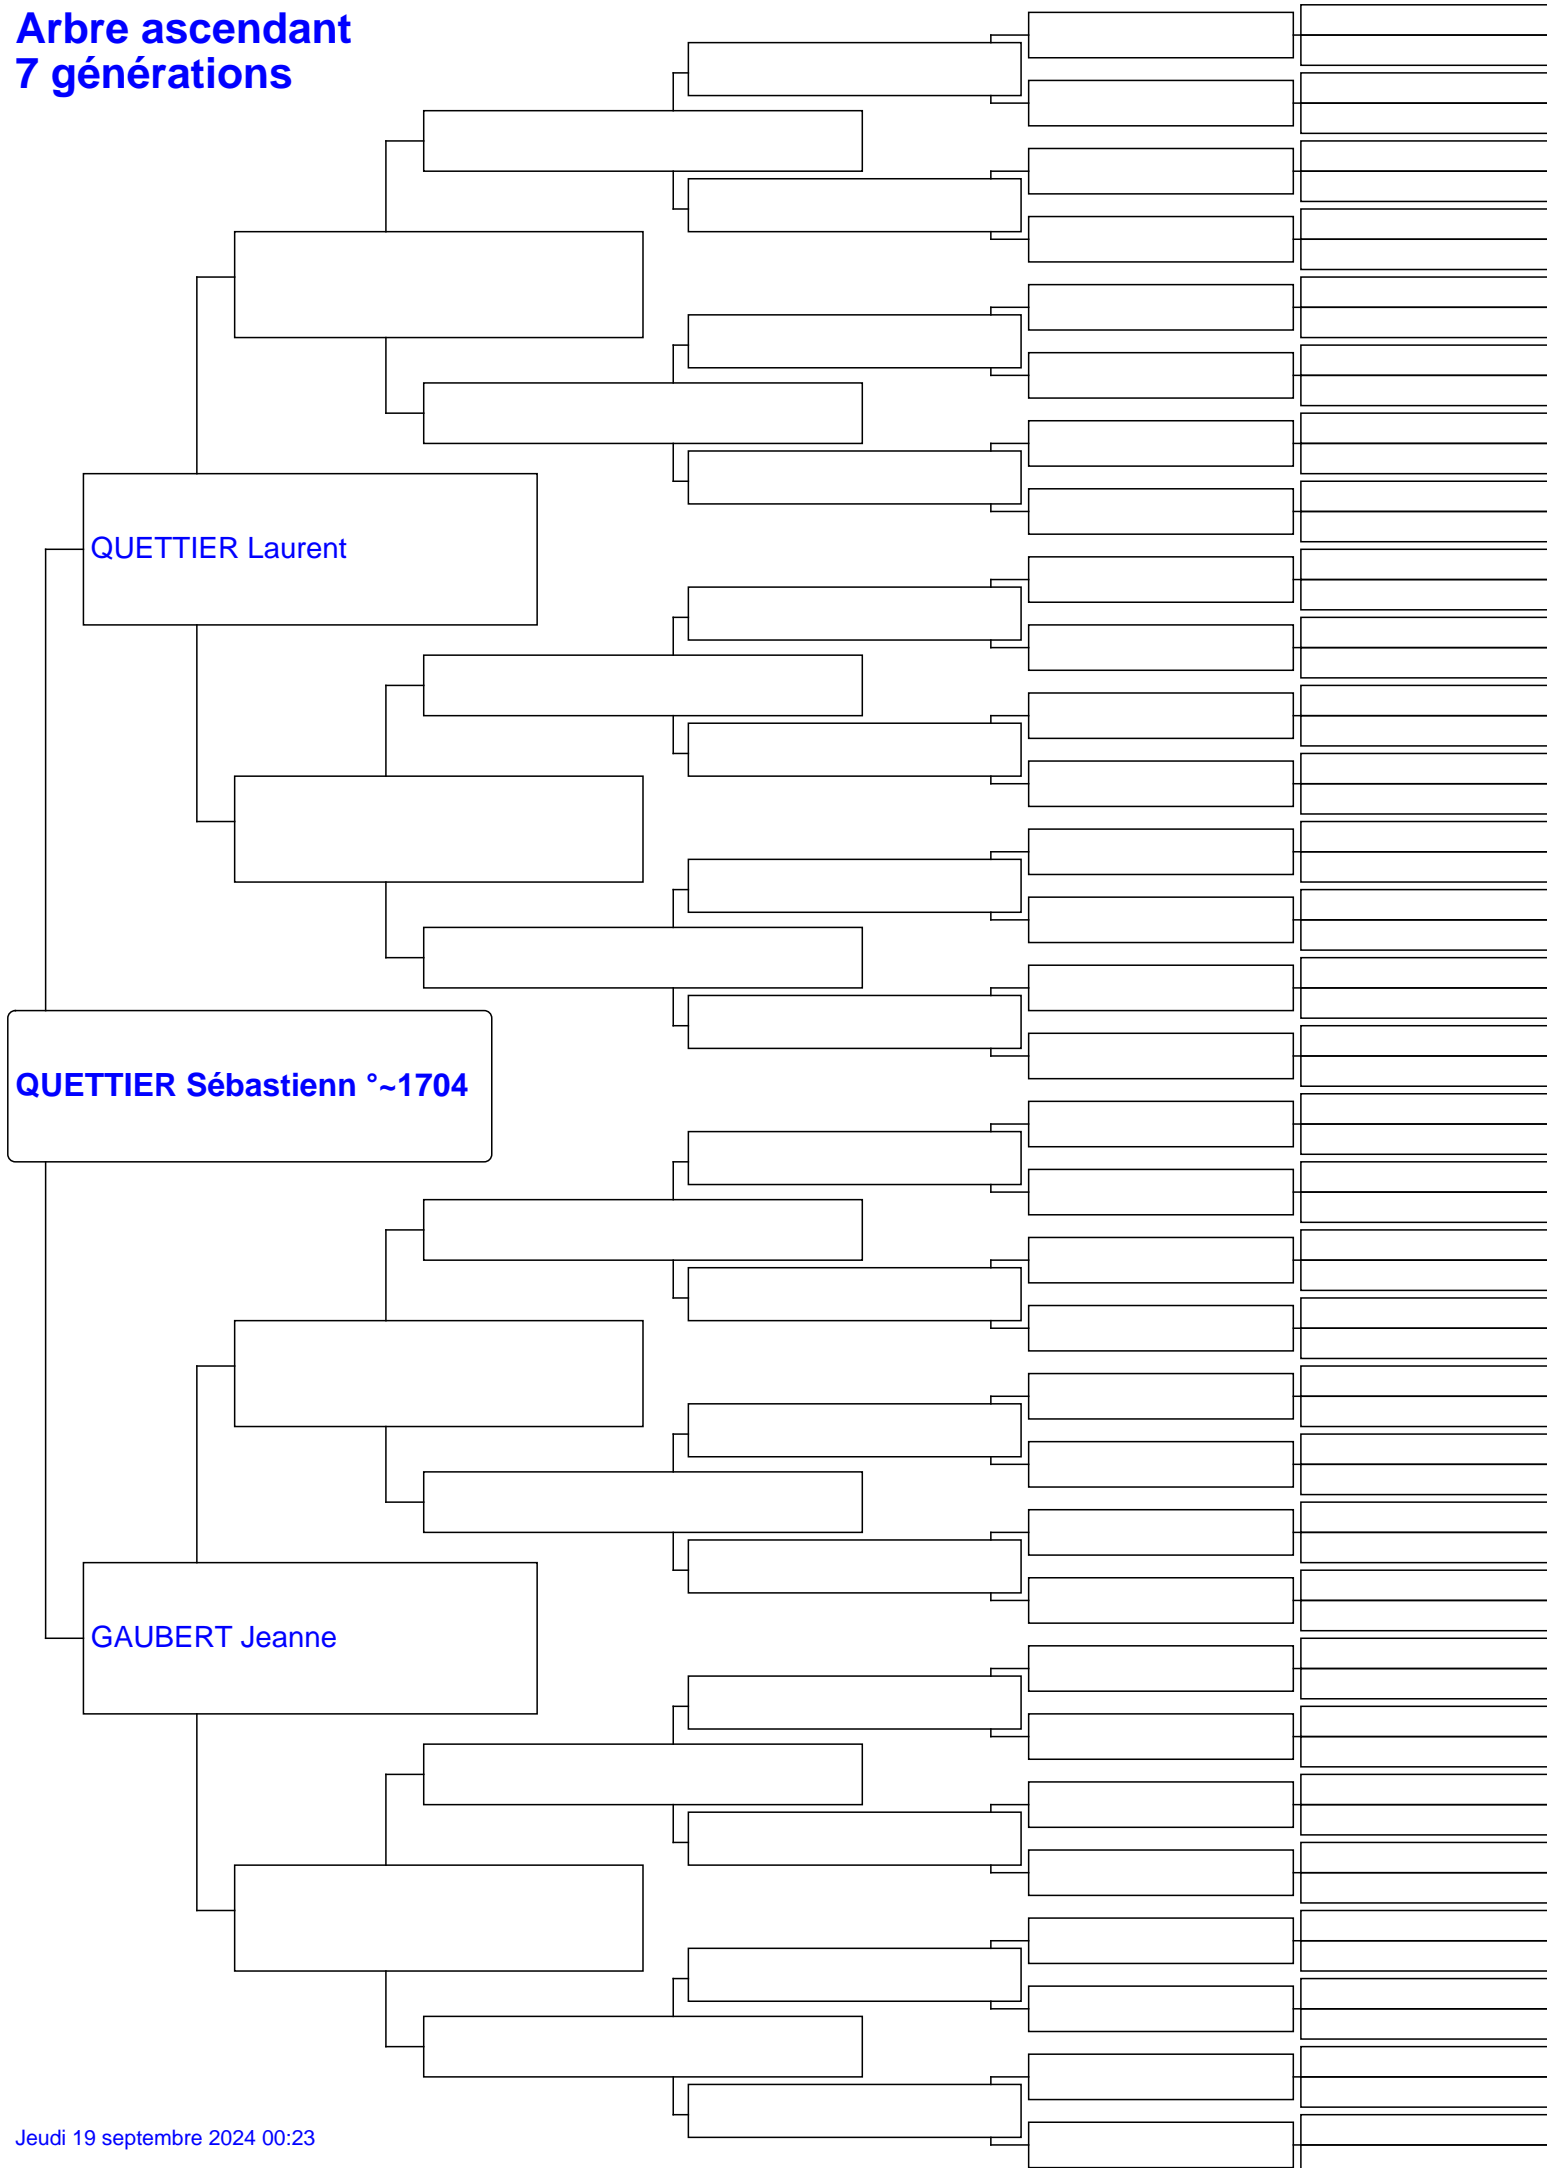 Arbre ascendant
7 générations
QUETTIER Laurent
QUETTIER Sébastienn °~1704
GAUBERT Jeanne
Jeudi 19 septembre 2024 00:23